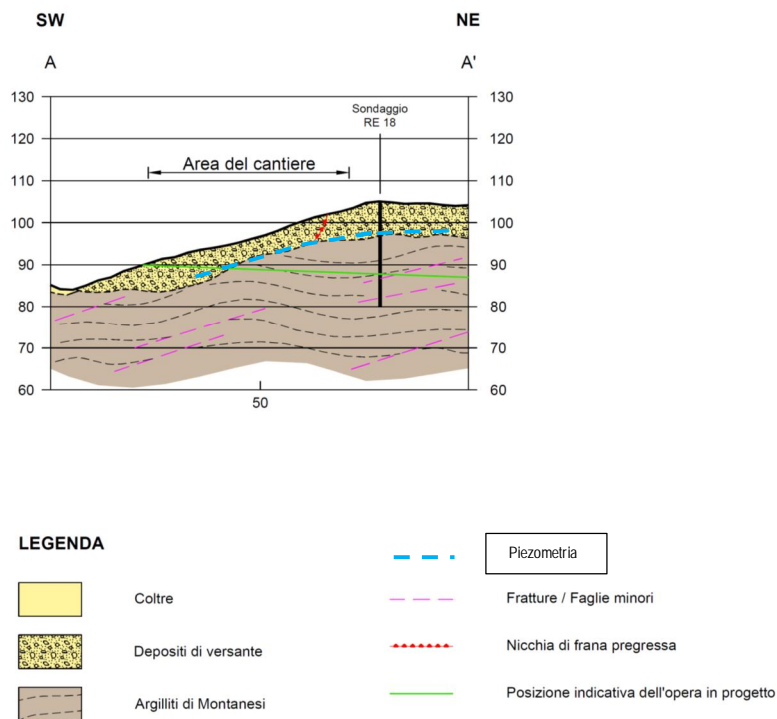 SW NE
A A'
130 130
Sondaggio
RE 18
120 120
Area del cantiere
110 110
100 100
90 90
80 80
70 70
60 60
50
LEGENDA
Piezometria
Coltre
Fratture / Faglie minori
Depositi di versante
Nicchia di frana pregressa
Argilliti di Montanesi
Posizione indicativa dell'opera in progetto